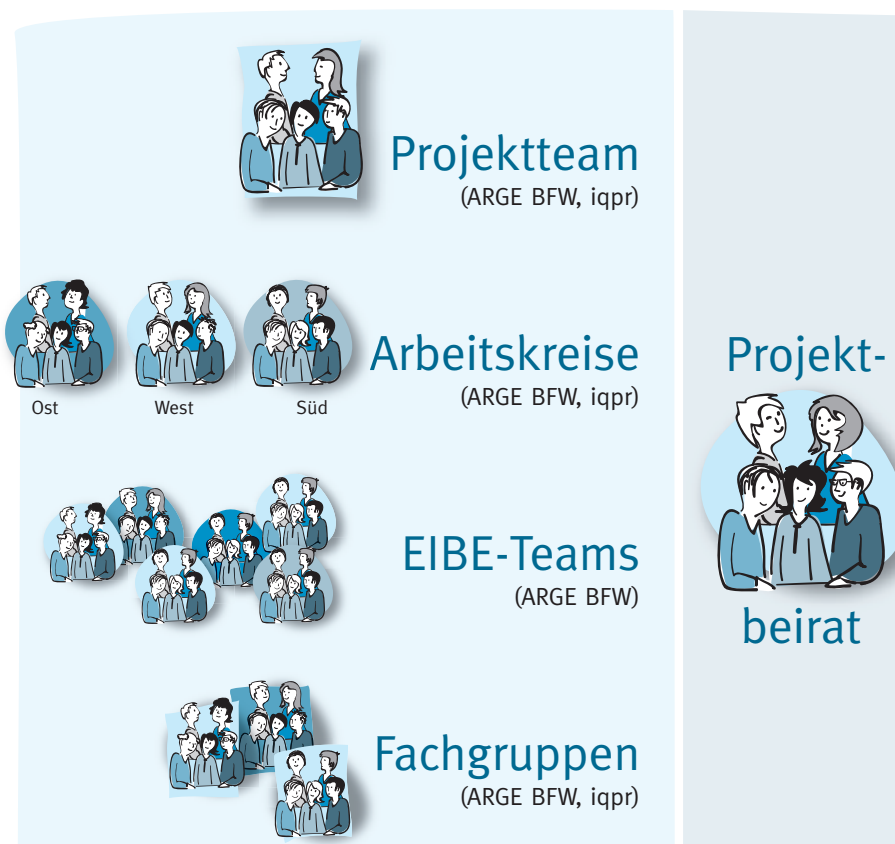 Projektteam
(ARGE BFW, iqpr)
Arbeitskreise
(ARGE BFW, iqpr)
Ost
West
Süd
EIBE-Teams
(ARGE BFW)
Fachgruppen
(ARGE BFW, iqpr)
Projekt-
beirat